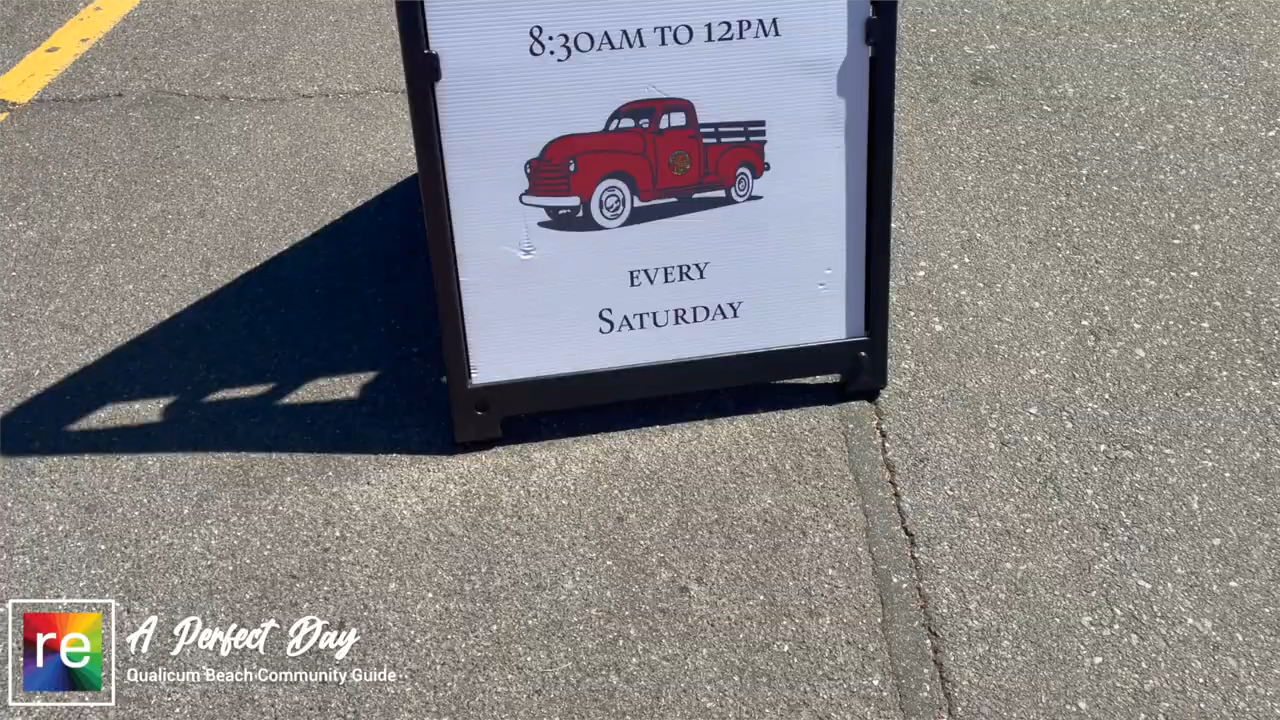 8:30AM TO 12PM
EVERY
SATURDAY
re
A Perfect Day
Qualicum Beach Community Guide